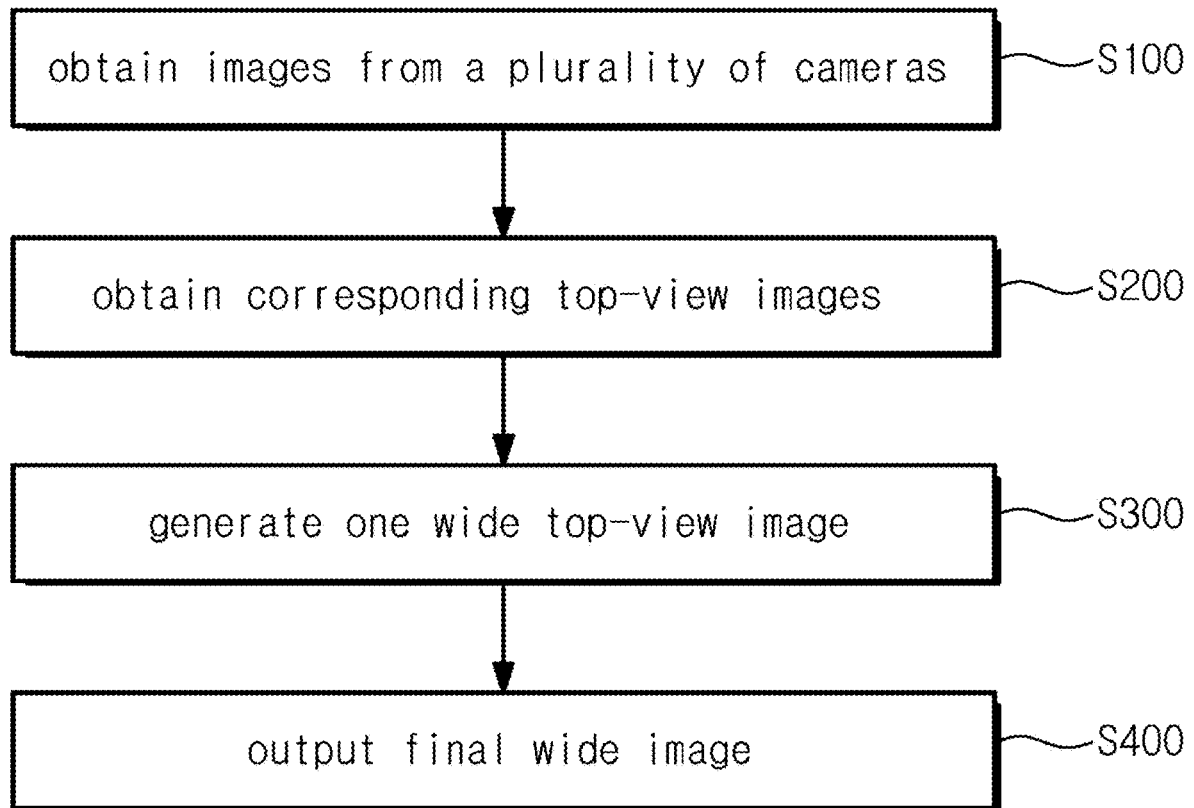 obtain images from a plurality of cameras S100
obtain corresponding top-view images S200
generate one wide top-view image S300
output final wide image S400